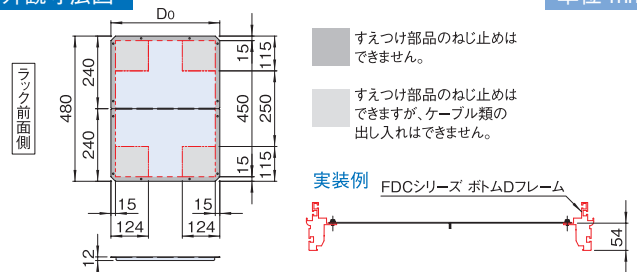 外観寸法図
単位 mm
D0
すえつけ部品のねじ止めは
できません。
すえつけ部品のねじ止めは
できますが、ケーブル類の
出し入れはできません。
ラック前面側
480
240
240
15
115
450
250
15
115
15
15
124
124
12
実装例
FDCシリーズ ボトムDフレーム
54